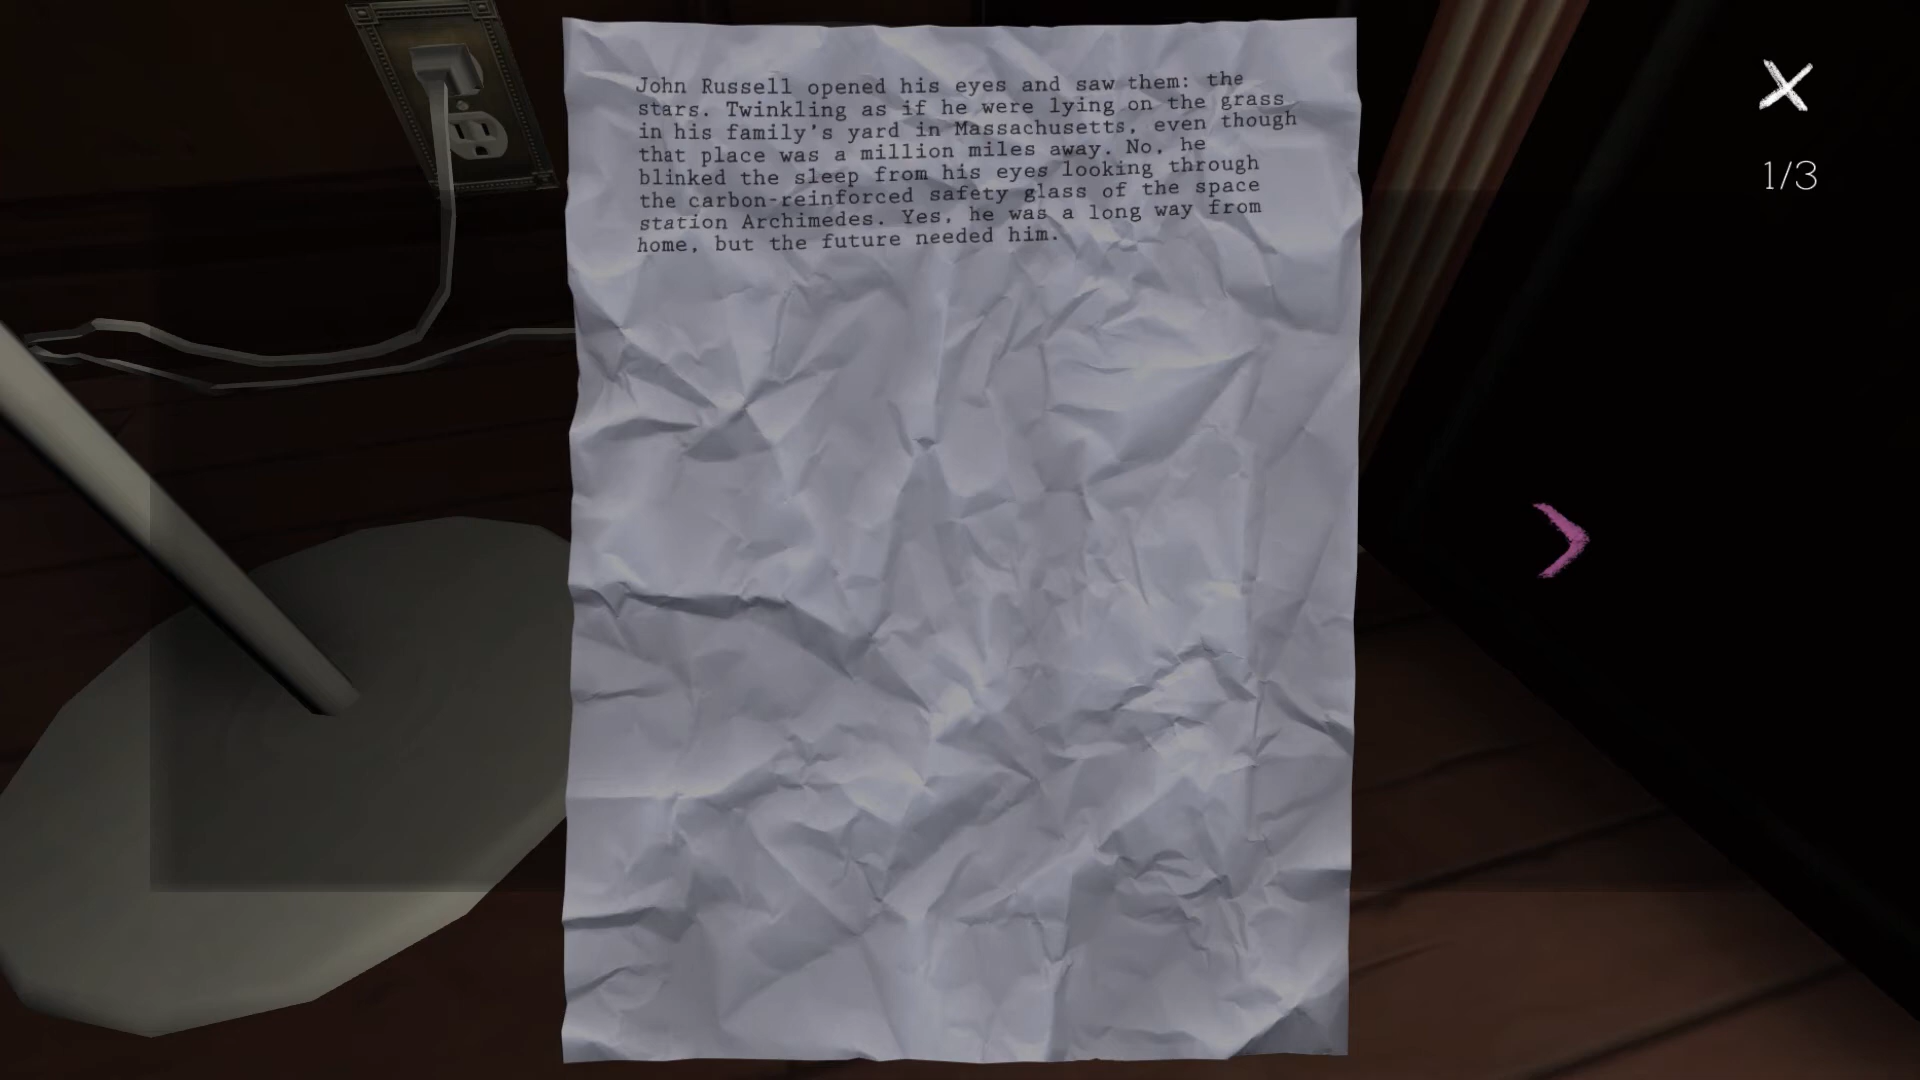 John Russell opened his eyes and saw them: the
stars. Twinkling as if he were lying on the grass
in his family's yard in Massachusetts, even though
that place was a million miles away. No, he
blinked the sleep from his eyes looking through
the carbon-reinforced safety glass of the space
station Archimedes. Yes, he was a long way from
home, but the future needed him.
1/3